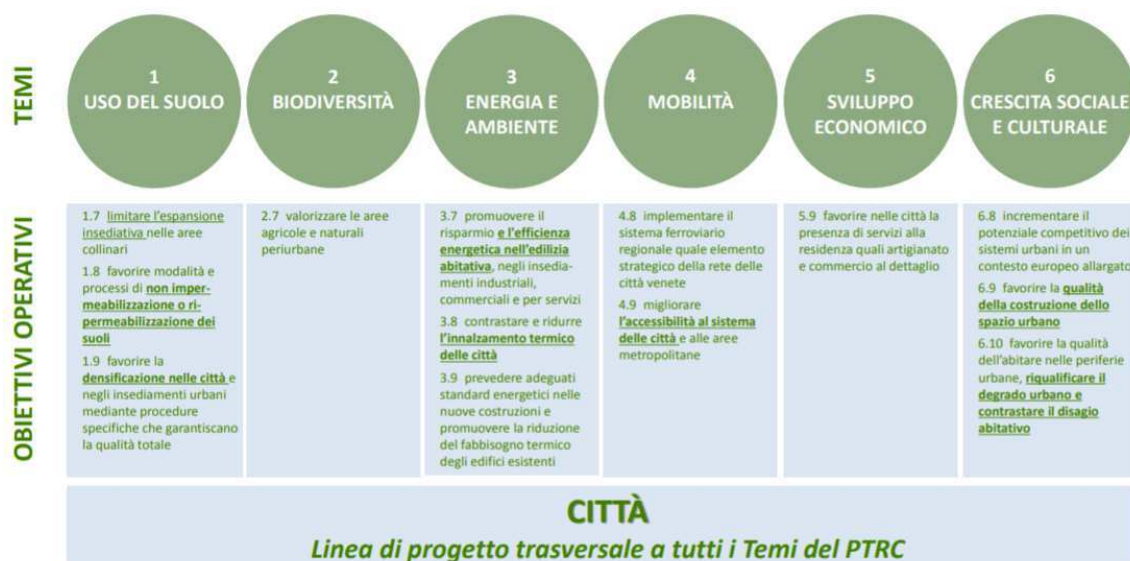 TEMI
1
USO DEL SUOLO
2
BIODIVERSITÀ
3
ENERGIA E
AMBIENTE
4
MOBILITÀ
5
SVILUPPO
ECONOMICO
6
CRESCITA SOCIALE
E CULTURALE
OBIETTIVI OPERATIVI
1.7 limitare l'espansione
insediativa nelle aree
collinari
1.8 favorire modalità e
processi di non imper-
meabilizzazione o ri-
permeabilizzazione dei
suoli
1.9 favorire la
densificazione nelle città e
negli insediamenti urbani
mediante procedure
specifiche che garantiscano
la qualità totale
2.7 valorizzare le aree
agricole e naturali
periurbane
3.7 promuovere il
risparmio e l'efficienza
energetica nell'edilizia
abitativa, negli insedia-
menti industriali,
commerciali e per servizi
3.8 contrastare e ridurre
l'innalzamento termico
delle città
3.9 prevedere adeguati
standard energetici nelle
nuove costruzioni e
promuovere la riduzione
del fabbisogno termico
degli edifici esistenti
4.8 implementare il
sistema ferroviario
regionale quale elemento
strategico della rete delle
città venete
4.9 migliorare
l'accessibilità al sistema
delle città e alle aree
metropolitane
5.9 favorire nelle città la
presenza di servizi alla
residenza quali artigianato
e commercio al dettaglio
6.8 incrementare il
potenziale competitivo dei
sistemi urbani in un
contesto europeo allargato
6.9 favorire la qualità
della costruzione dello
spazio urbano
6.10 favorire la qualità
dell'abitare nelle periferie
urbane, riqualificare il
degrado urbano e
contrastare il disagio
abitativo
CITTÀ
Linea di progetto trasversale a tutti i Temi del PTRC